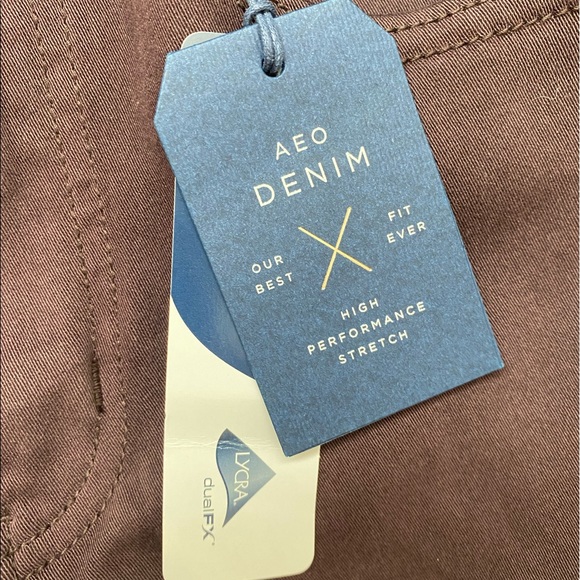 AEO
DENIM
OUR
BEST
FIT
EVER
HIGH
PERFORMANCE
STRETCH
LYCRA
dualFX